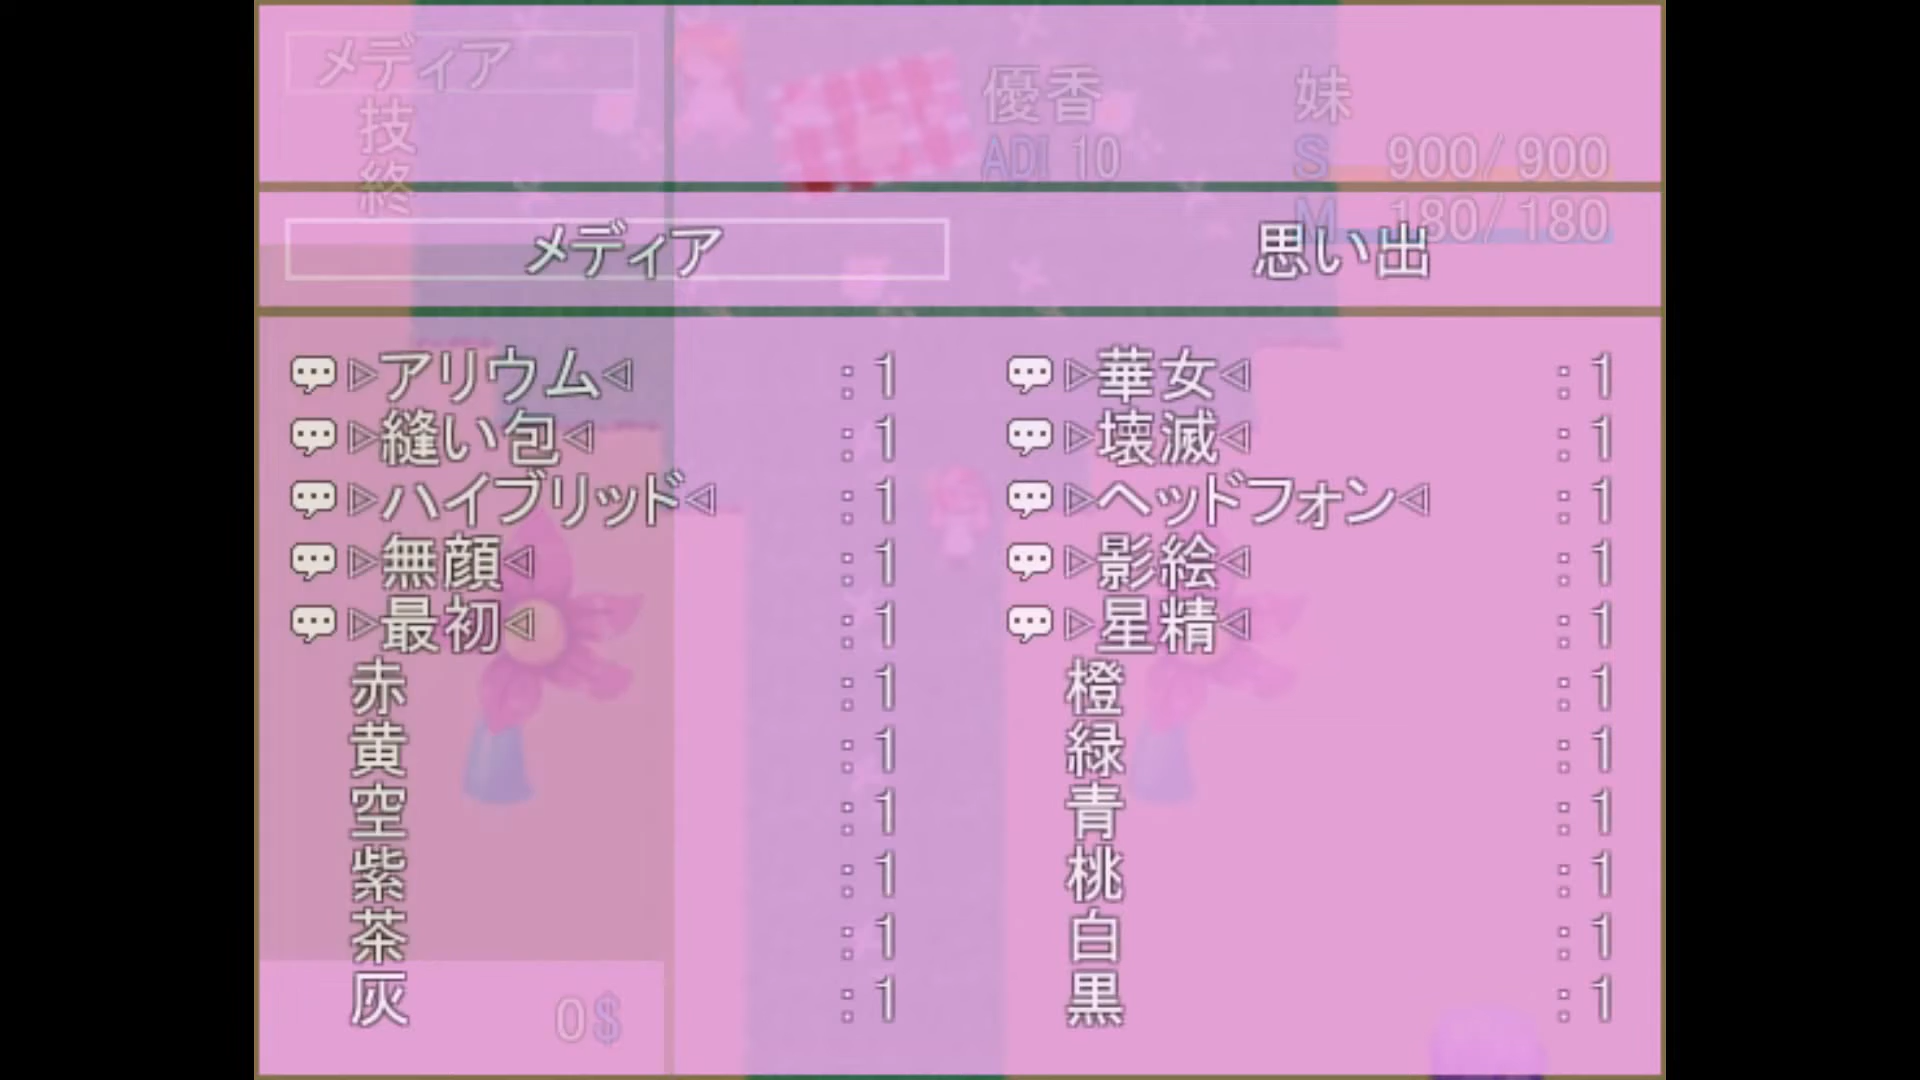 メディア
技
終
優香 妹
ADI 10 S 900/900
M 180/180
メディア 思い出
▷アリウム◁ :1 ▷華女◁ :1
▷縫い包◁ :1 ▷壊滅◁ :1
▷ハイブリッド◁ :1 ▷ヘッドフォン◁ :1
▷無顔◁ :1 ▷影絵◁ :1
▷最初◁ :1 ▷星精◁ :1
赤 :1 橙 :1
黄 :1 緑 :1
空 :1 青 :1
紫 :1 桃 :1
茶 :1 白 :1
灰 :1 黒 :1
0$